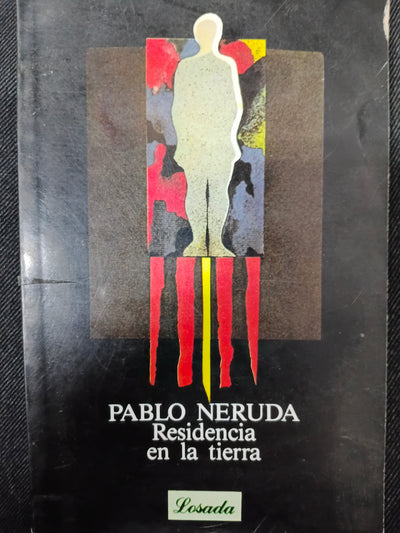 PABLO NERUDA
Residencia
en la tierra
Losada